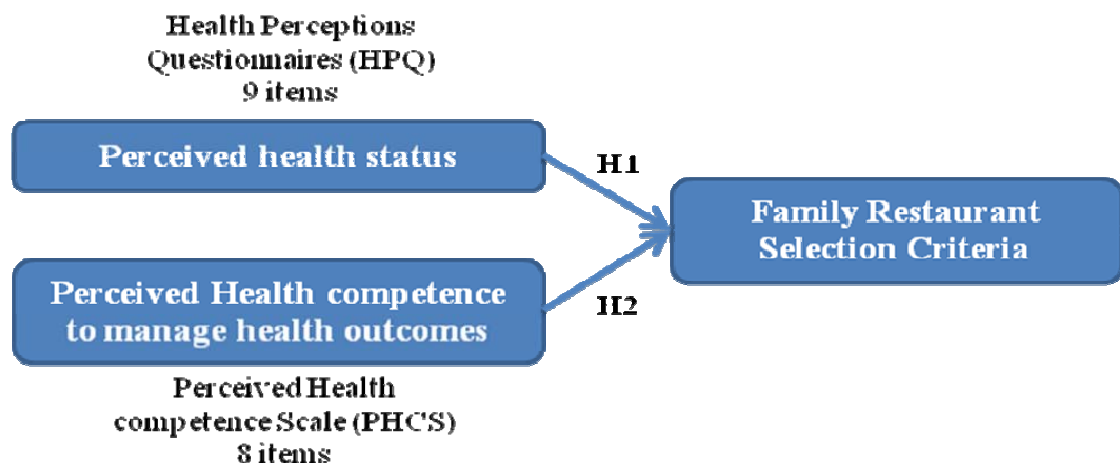 Health Perceptions
Questionnaires (HPQ)
9 items
Perceived health status
H1
Family Restaurant
Selection Criteria
Perceived Health competence
to manage health outcomes
H2
Perceived Health
competence Scale (PHCS)
8 items